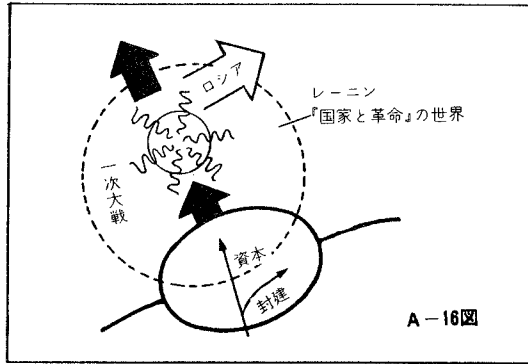 ロシア
レーニン
『国家と革命』の世界
一次大戦
資本
封建
A－16図